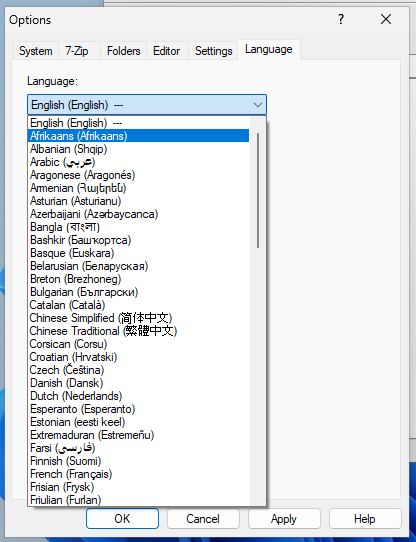 Options
System 7-Zip Folders Editor Settings Language
Language:
English (English)  ---
English (English)  ---
Afrikaans (Afrikaans)
Albanian (Shqip)
Arabic (عربي)
Aragonese (Aragonés)
Armenian (Հայերեն)
Asturian (Asturianu)
Azerbaijani (Azərbaycanca)
Bangla (বাংলা)
Bashkir (Башҡортса)
Basque (Euskara)
Belarusian (Беларуская)
Breton (Brezhoneg)
Bulgarian (Български)
Catalan (Català)
Chinese Simplified (简体中文)
Chinese Traditional (繁體中文)
Corsican (Corsu)
Croatian (Hrvatski)
Czech (Čeština)
Danish (Dansk)
Dutch (Nederlands)
Esperanto (Esperanto)
Estonian (eesti keel)
Extremaduran (Estremeñu)
Farsi (فارسی)
Finnish (Suomi)
French (Français)
Frisian (Frysk)
Friulian (Furlan)
OK Cancel Apply Help